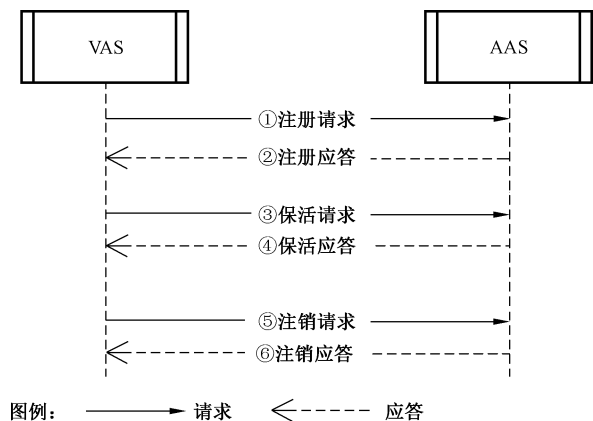 VAS AAS
①注册请求
②注册应答
③保活请求
④保活应答
⑤注销请求
⑥注销应答
图例： 请求 应答